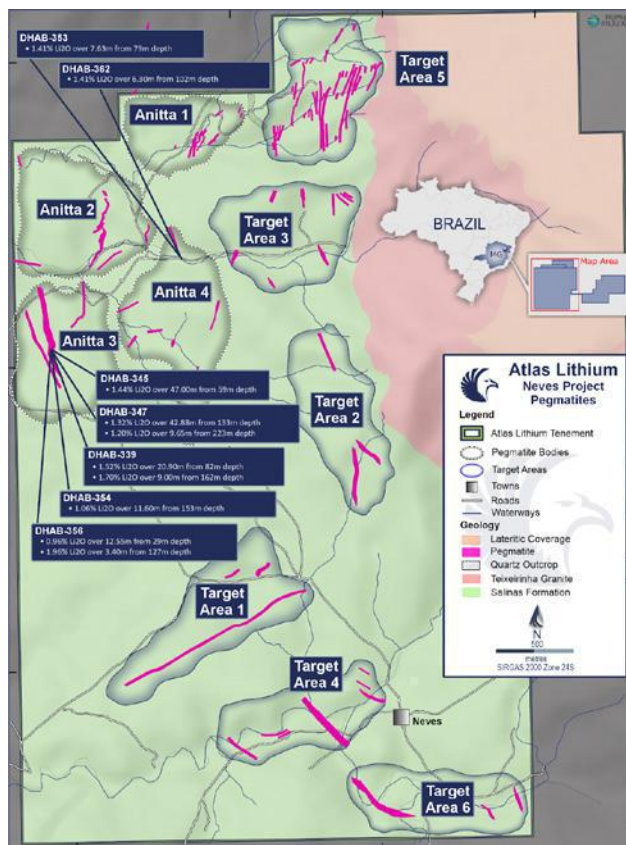 DHAB-353
• 1.41% Li2O over 7.63m from 79m depth
DHAB-362
• 1.41% Li2O over 6.30m from 102m depth
Anitta 1
Target
Area 5
Anitta 2
Target
Area 3
BRAZIL
MG
Map Area
Anitta 4
Anitta 3
DHAB-345
• 1.44% Li2O over 47.00m from 59m depth
DHAB-347
• 1.32% Li2O over 42.88m from 133m depth
• 1.20% Li2O over 9.65m from 223m depth
DHAB-339
• 1.52% Li2O over 20.90m from 82m depth
• 1.70% Li2O over 9.00m from 162m depth
DHAB-354
• 1.06% Li2O over 11.60m from 153m depth
DHAB-356
• 0.96% Li2O over 12.55m from 29m depth
• 1.96% Li2O over 3.40m from 127m depth
Target
Area 2
Atlas Lithium
Neves Project
Pegmatites
Legend
Atlas Lithium Tenement
Pegmatite Bodies
Target Areas
Towns
Roads
Waterways
Geology
Lateritic Coverage
Pegmatite
Quartz Outcrop
Teixeirinha Granite
Salinas Formation
N
500
metres
SIRGAS 2000 Zone 24S
Target
Area 1
Target
Area 4
Neves
Target
Area 6